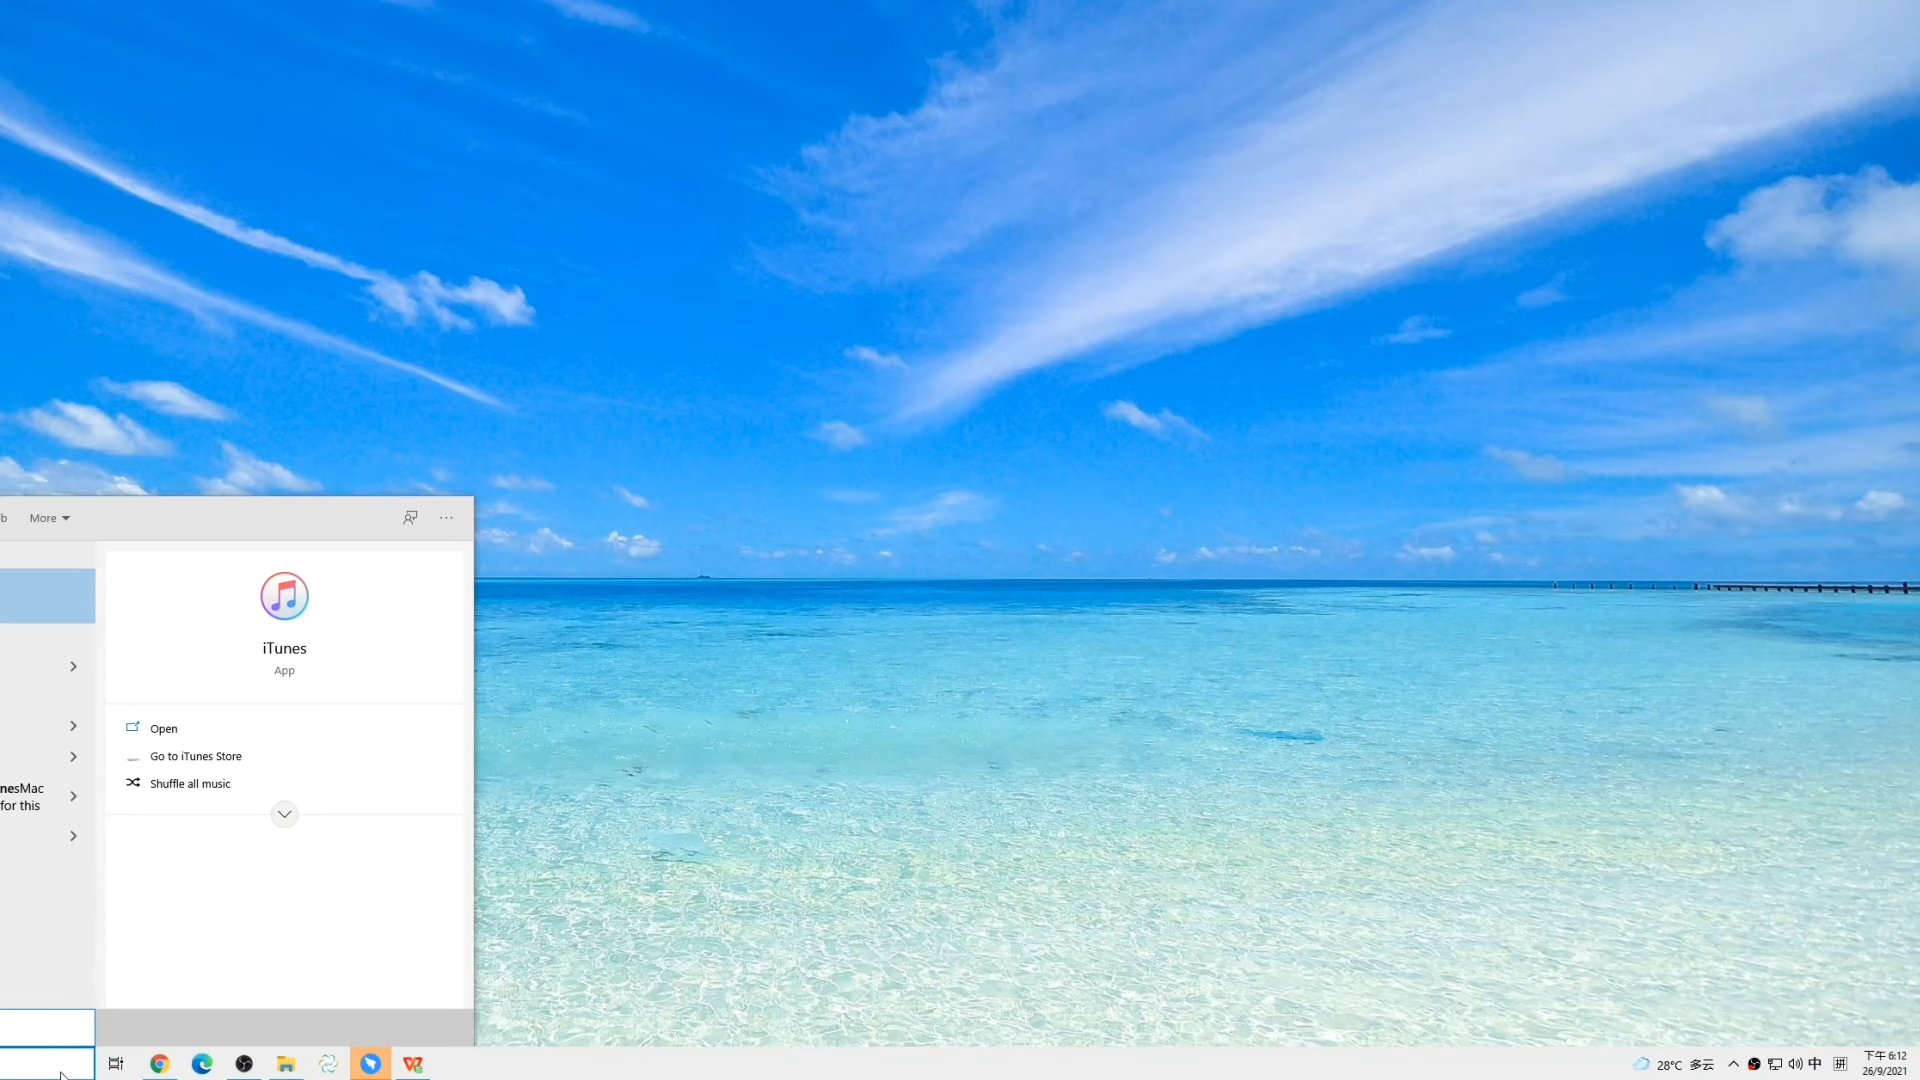 b More
iTunes
App
Open
Go to iTunes Store
Shuffle all music
nesMac
for this
28°C 多云
中
拼
下午 6:12
26/9/2021